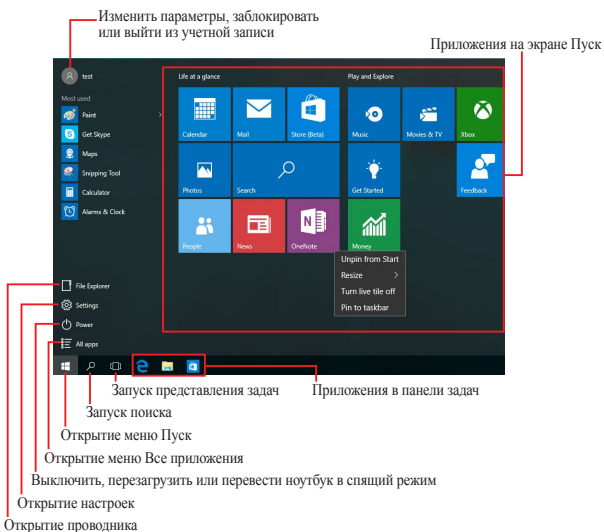 Изменить параметры, заблокировать
или выйти из учетной записи
Приложения на экране Пуск
test
Life at a glance
Play and Explore
Most used
Paint
Get Skype
Maps
Snipping Tool
Calculator
Alarms & Clock
Calendar
Mail
Store (Beta)
Music
Movies & TV
Xbox
Photos
Search
Get Started
Feedback
People
News
OneNote
Money
Unpin from Start
Resize
Turn live tile off
Pin to taskbar
File Explorer
Settings
Power
All apps
Запуск представления задач
Приложения в панели задач
Запуск поиска
Открытие меню Пуск
Открытие меню Все приложения
Выключить, перезагрузить или перевести ноутбук в спящий режим
Открытие настроек
Открытие проводника